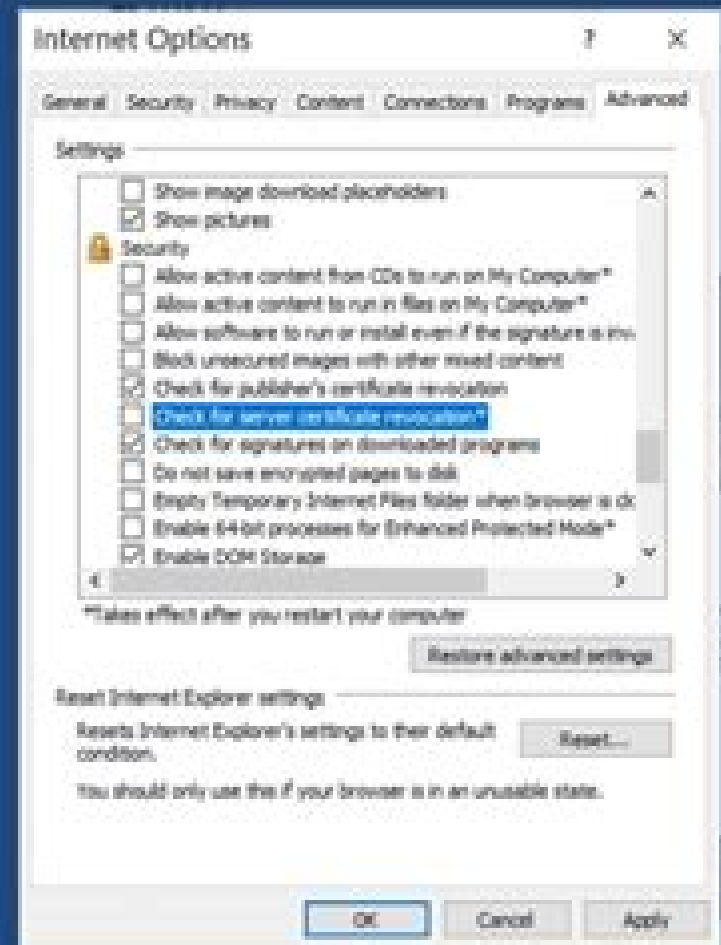 Internet Options
?
General Security Privacy Content Connections Programs Advanced
Settings
Show image download placeholders
Show pictures
Security
Allow active content from CDs to run on My Computer*
Allow active content to run in files on My Computer*
Allow software to run or install even if the signature is inv
Block unsecured images with other mixed content
Check for publisher's certificate revocation
Check for server certificate revocation*
Check for signatures on downloaded programs
Do not save encrypted pages to disk
Empty Temporary Internet Files folder when browser is
Enable 64-bit processes for Enhanced Protected Mode*
Enable DOM Storage
*Takes effect after you restart your computer
Restore advanced settings
Reset Internet Explorer settings
Resets Internet Explorer's settings to their default
condition.
Reset...
You should only use this if your browser is in an unusable state.
OK Cancel Apply